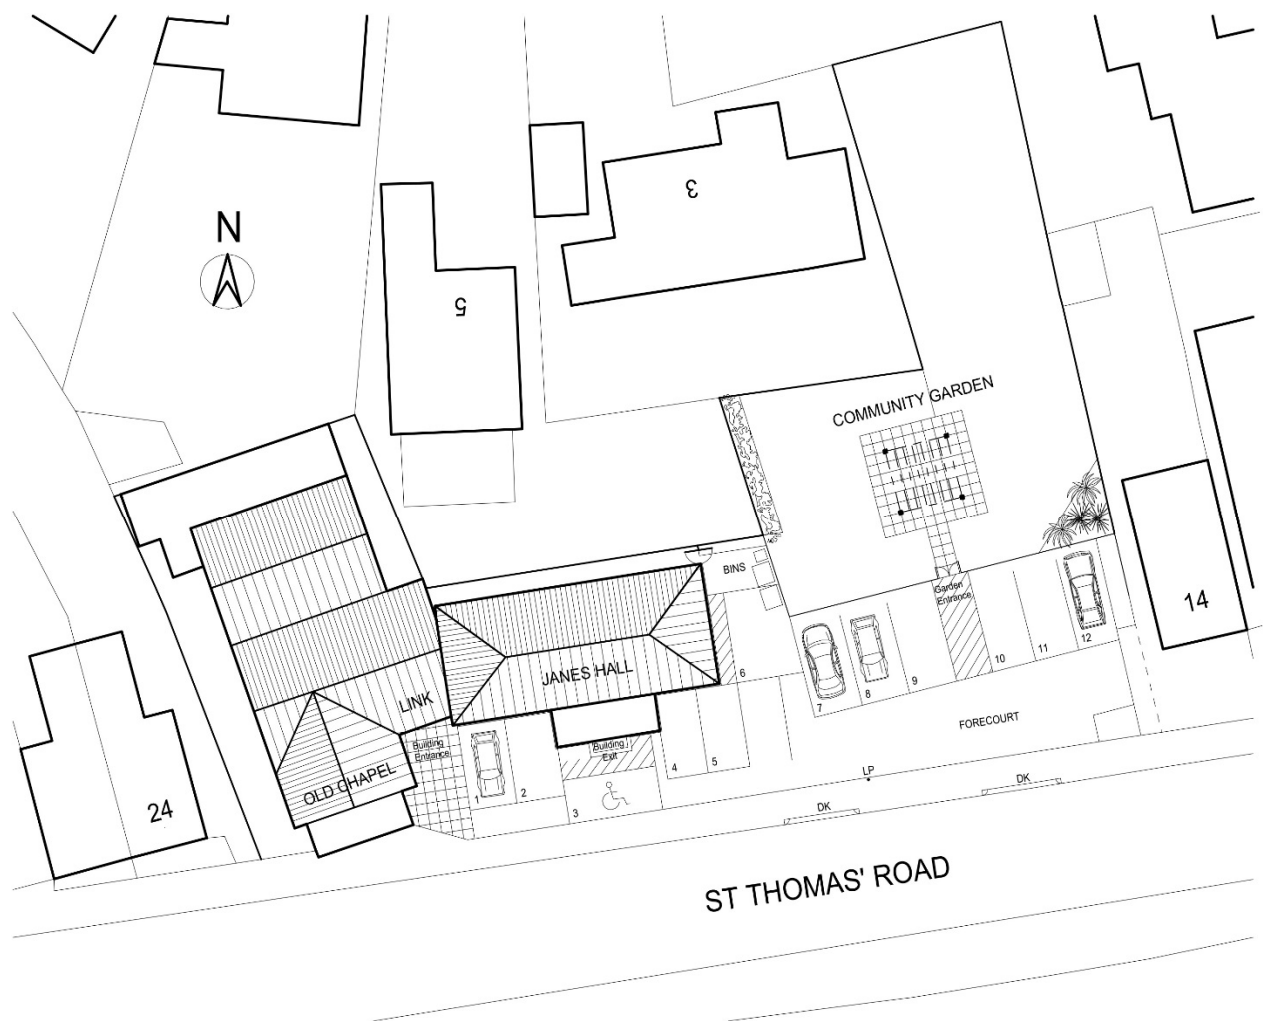 N
3
5
COMMUNITY GARDEN
BINS
Garden
Entrance
14
JANES HALL
LINK
OLD CHAPEL
Building
Entrance
Building
Exit
1
2
3
4
5
6
7
8
9
10
11
12
FORECOURT
LP
DK
DK
24
ST THOMAS' ROAD